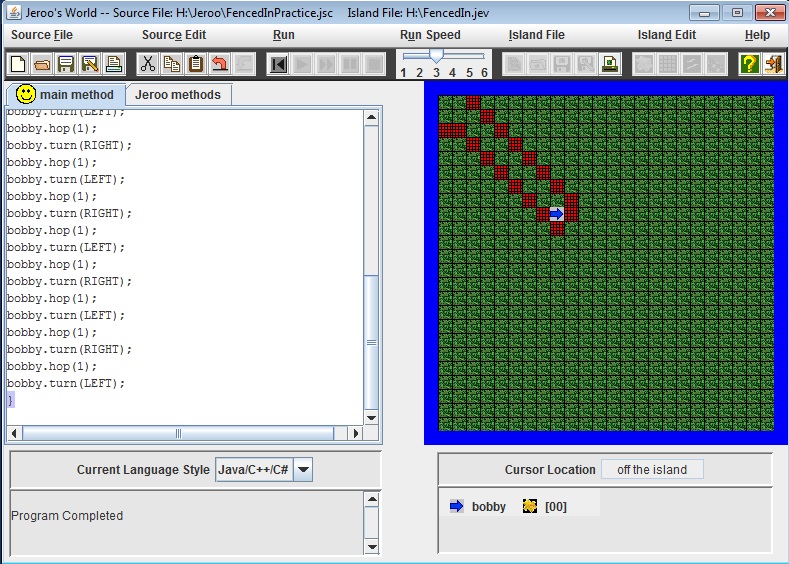 Jeroo's World -- Source File: H:\Jeroo\FencedInPractice.jsc    Island File: H:\FencedIn.jev
Source File    Source Edit    Run    Run Speed    Island File    Island Edit    Help
1 2 3 4 5 6
main method    Jeroo methods
bobby.turn(LEFT);
bobby.hop(1);
bobby.turn(RIGHT);
bobby.hop(1);
bobby.turn(LEFT);
bobby.hop(1);
bobby.turn(RIGHT);
bobby.hop(1);
bobby.turn(LEFT);
bobby.hop(1);
bobby.turn(RIGHT);
bobby.hop(1);
bobby.turn(LEFT);
bobby.hop(1);
bobby.turn(RIGHT);
bobby.hop(1);
bobby.turn(LEFT);
}
Current Language Style    Java/C++/C#
Cursor Location    off the island
Program Completed
bobby    [00]